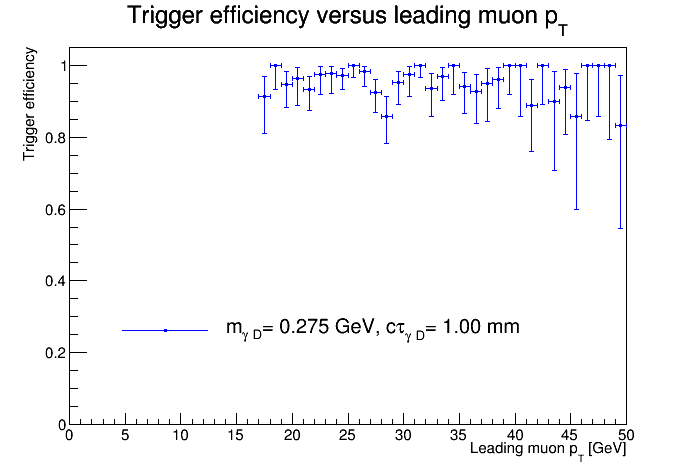 Trigger efficiency versus leading muon p_T
Trigger efficiency
1
0.8
0.6
0.4
0.2
0
m_γ D= 0.275 GeV, cτ_γ D= 1.00 mm
0 5 10 15 20 25 30 35 40 45 50
Leading muon p_T [GeV]